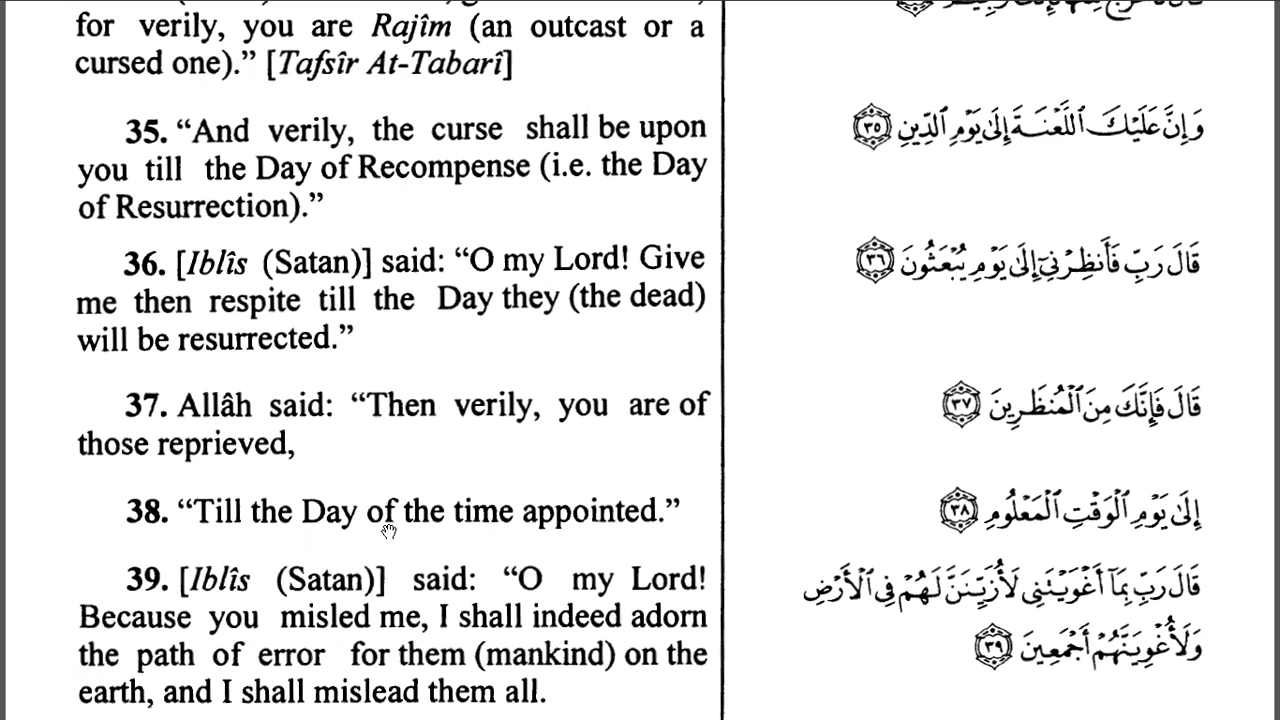 for verily, you are Rajîm (an outcast or a
cursed one).” [Tafsîr At-Tabarî]
35. “And verily, the curse shall be upon
you till the Day of Recompense (i.e. the Day
of Resurrection).”
36. [Iblîs (Satan)] said: “O my Lord! Give
me then respite till the Day they (the dead)
will be resurrected.”
37. Allâh said: “Then verily, you are of
those reprieved,
38. “Till the Day of the time appointed.”
39. [Iblîs (Satan)] said: “O my Lord!
Because you misled me, I shall indeed adorn
the path of error for them (mankind) on the
earth, and I shall mislead them all.
وَإِنَّ عَلَيْكَ ٱللَّعْنَةَ إِلَىٰ يَوْمِ ٱلدِّينِ ٣٥
قَالَ رَبِّ فَأَنظِرْنِىٓ إِلَىٰ يَوْمِ يُبْعَثُونَ ٣٦
قَالَ فَإِنَّكَ مِنَ ٱلْمُنظَرِينَ ٣٧
إِلَىٰ يَوْمِ ٱلْوَقْتِ ٱلْمَعْلُومِ ٣٨
قَالَ رَبِّ بِمَآ أَغْوَيْتَنِى لَأُزَيِّنَنَّ لَهُمْ فِى ٱلْأَرْضِ
وَلَأُغْوِيَنَّهُمْ أَجْمَعِينَ ٣٩